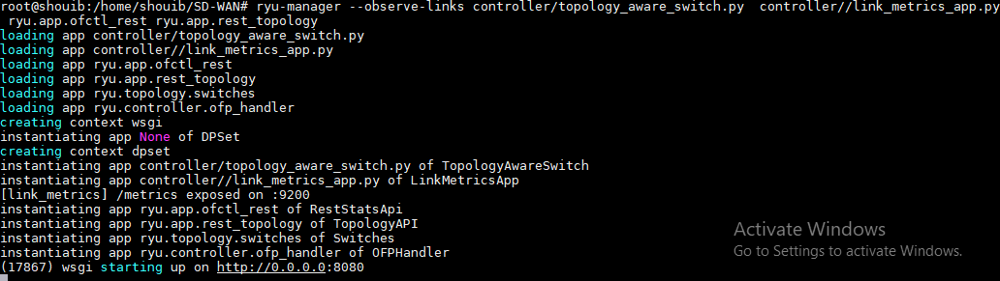 root@shouib:/home/shouib/SD-WAN# ryu-manager --observe-links controller/topology_aware_switch.py  controller//link_metrics_app.py
 ryu.app.ofctl_rest ryu.app.rest_topology
loading app controller/topology_aware_switch.py
loading app controller//link_metrics_app.py
loading app ryu.app.ofctl_rest
loading app ryu.app.rest_topology
loading app ryu.topology.switches
loading app ryu.controller.ofp_handler
creating context wsgi
instantiating app None of DPSet
creating context dpset
instantiating app controller/topology_aware_switch.py of TopologyAwareSwitch
instantiating app controller//link_metrics_app.py of LinkMetricsApp
[link_metrics] /metrics exposed on :9200
instantiating app ryu.app.ofctl_rest of RestStatsApi
instantiating app ryu.app.rest_topology of TopologyAPI
instantiating app ryu.topology.switches of Switches
instantiating app ryu.controller.ofp_handler of OFPHandler
(17867) wsgi starting up on http://0.0.0.0:8080
Activate Windows
Go to Settings to activate Windows.